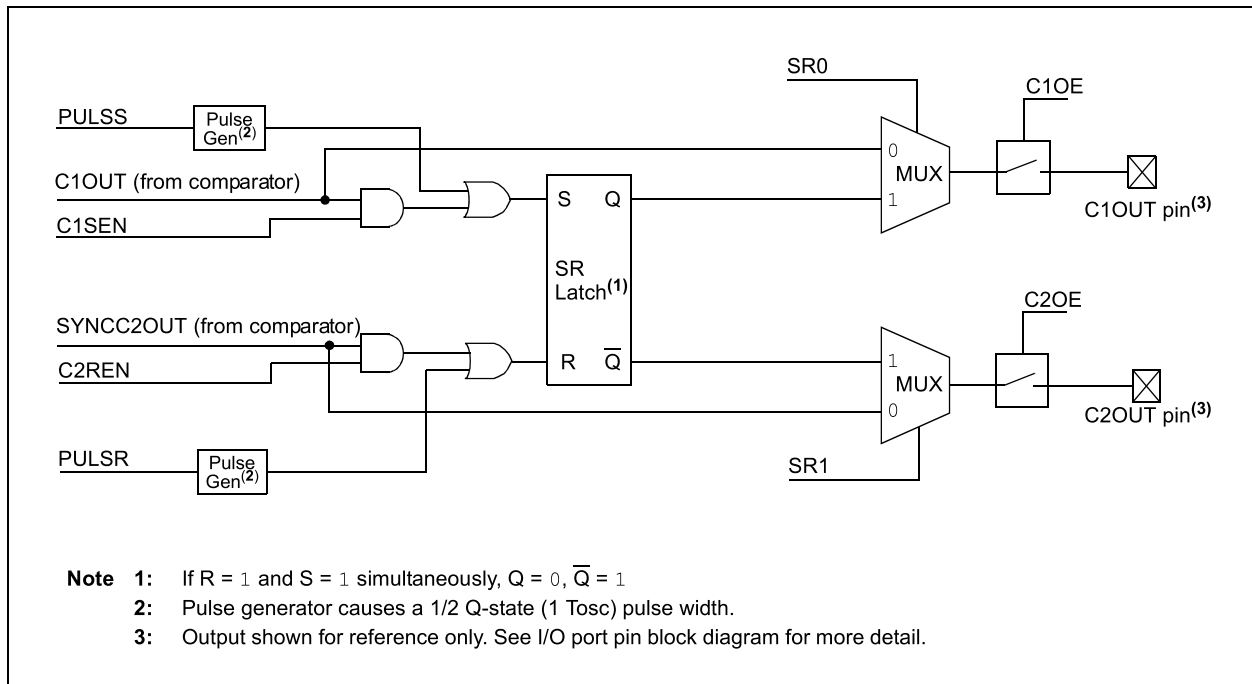 SR0
C1OE
PULSS
Pulse
Gen(2)
0
MUX
1
C1OUT (from comparator)
C1SEN
C1OUT pin(3)
S Q
SR
Latch(1)
R Q̅
SYNCC2OUT (from comparator)
C2REN
C2OE
1
MUX
0
C2OUT pin(3)
PULSR
Pulse
Gen(2)
SR1
Note 1: If R = 1 and S = 1 simultaneously, Q = 0, Q̅ = 1
2: Pulse generator causes a 1/2 Q-state (1 Tosc) pulse width.
3: Output shown for reference only. See I/O port pin block diagram for more detail.